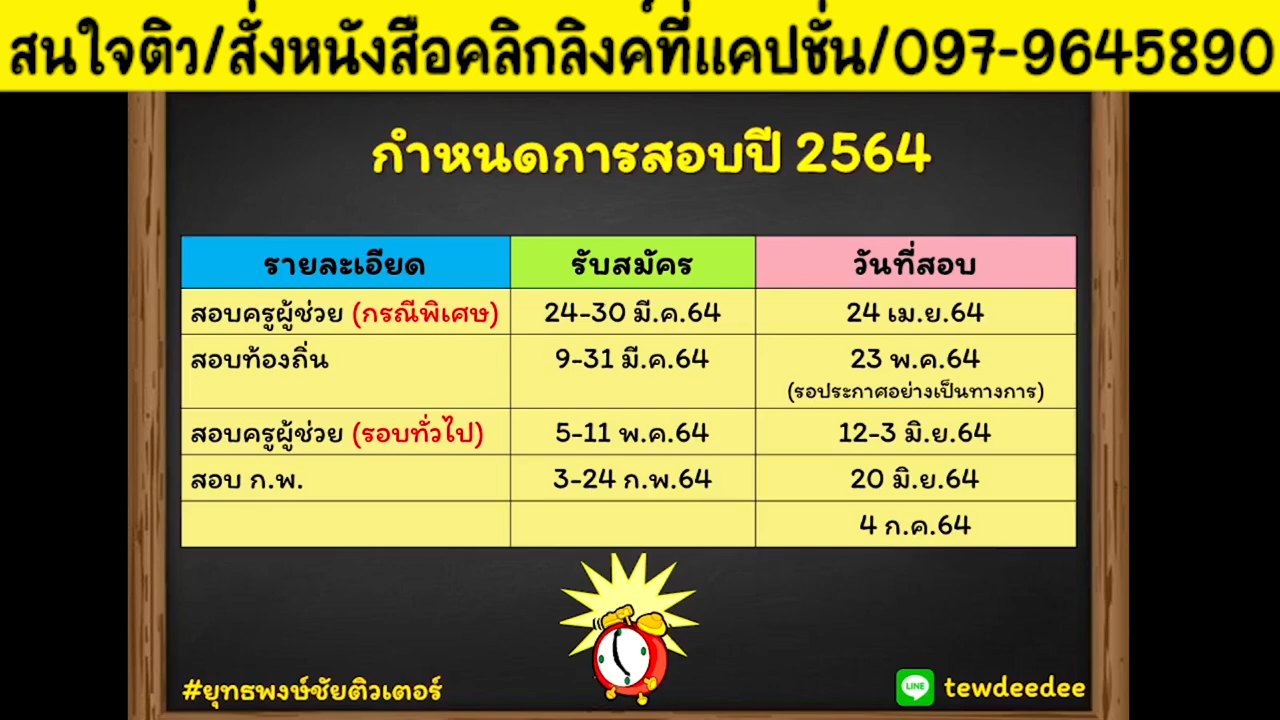 สนใจติว/สั่งหนังสือคลิกลิงค์ที่แคปชั่น/097-9645890
กำหนดการสอบปี 2564
รายละเอียด รับสมัคร วันที่สอบ
สอบครูผู้ช่วย (กรณีพิเศษ) 24-30 มี.ค.64 24 เม.ย.64
สอบท้องถิ่น 9-31 มี.ค.64 23 พ.ค.64
(รอประกาศอย่างเป็นทางการ)
สอบครูผู้ช่วย (รอบทั่วไป) 5-11 พ.ค.64 12-3 มิ.ย.64
สอบ ก.พ. 3-24 ก.พ.64 20 มิ.ย.64
4 ก.ค.64
#ยุทธพงษ์ชัยติวเตอร์ LINE tewdeedee